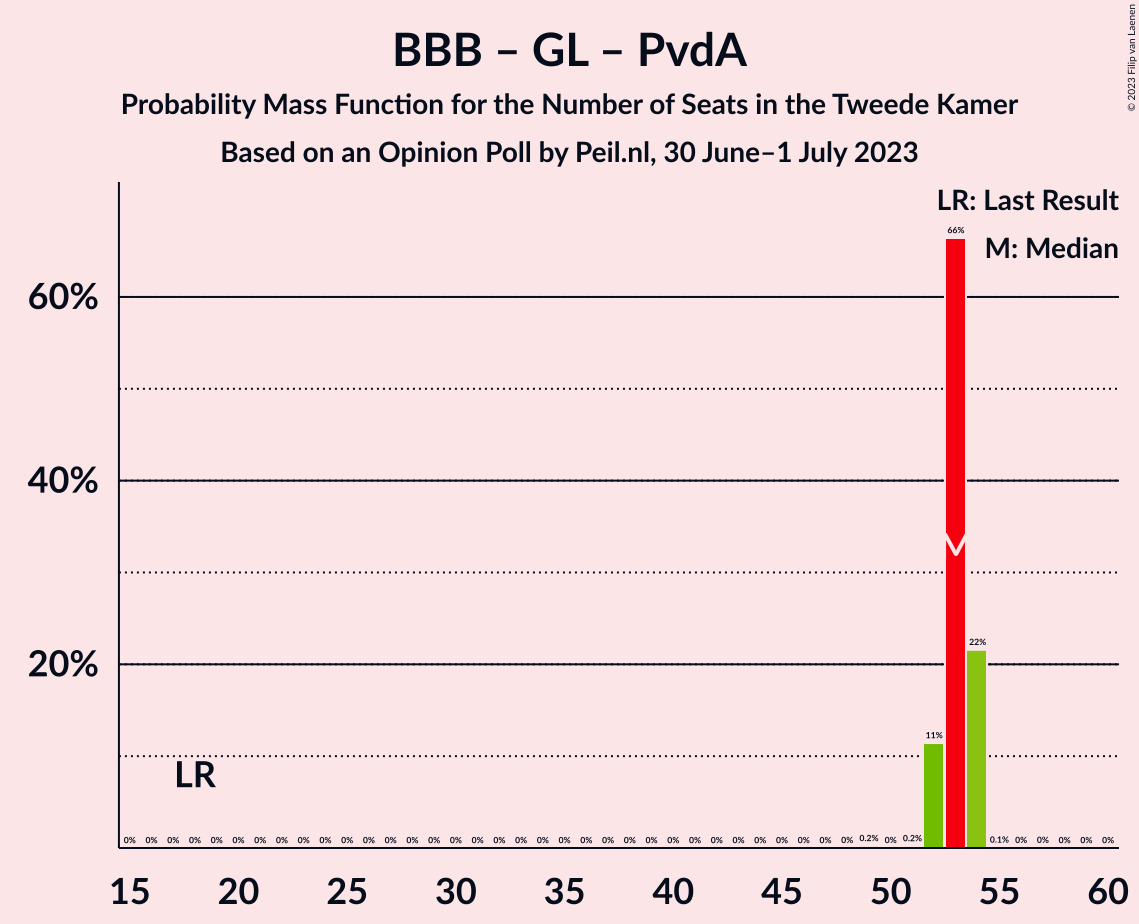 BBB – GL – PvdA
Probability Mass Function for the Number of Seats in the Tweede Kamer
Based on an Opinion Poll by Peil.nl, 30 June–1 July 2023
© 2023 Filip van Laenen
LR: Last Result
M: Median
66%
60%
40%
M
22%
20%
11%
LR
0% 0% 0% 0% 0% 0% 0% 0% 0% 0% 0% 0% 0% 0% 0% 0% 0% 0% 0% 0% 0% 0% 0% 0% 0% 0% 0% 0% 0% 0% 0% 0% 0% 0% 0.2% 0% 0.2% 0.1% 0% 0% 0% 0% 0%
15 20 25 30 35 40 45 50 55 60